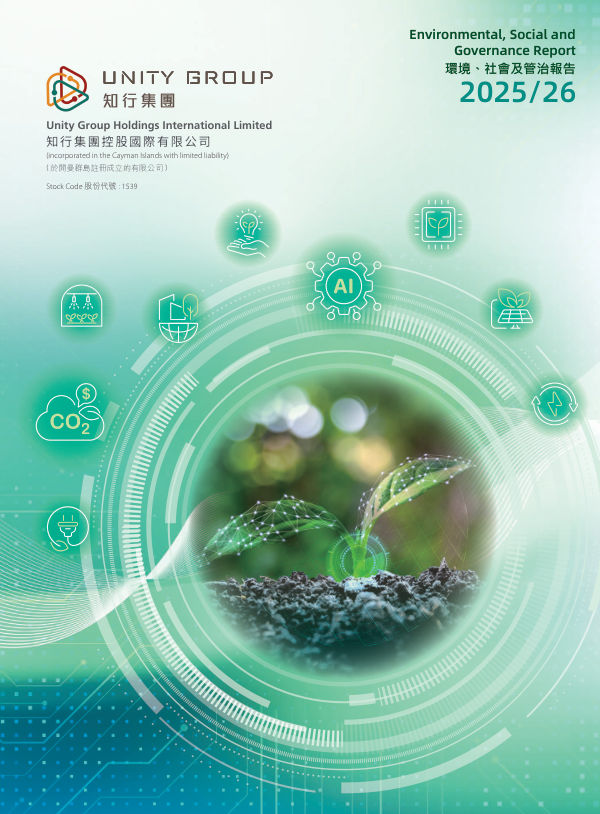 Environmental, Social and
Governance Report
環境、社會及管治報告
2025/26
UNITY GROUP
知行集團
Unity Group Holdings International Limited
知行集團控股國際有限公司
(incorporated in the Cayman Islands with limited liability)
(於開曼群島註冊成立的有限公司)
Stock Code 股份代號 : 1539
AI
$
CO2